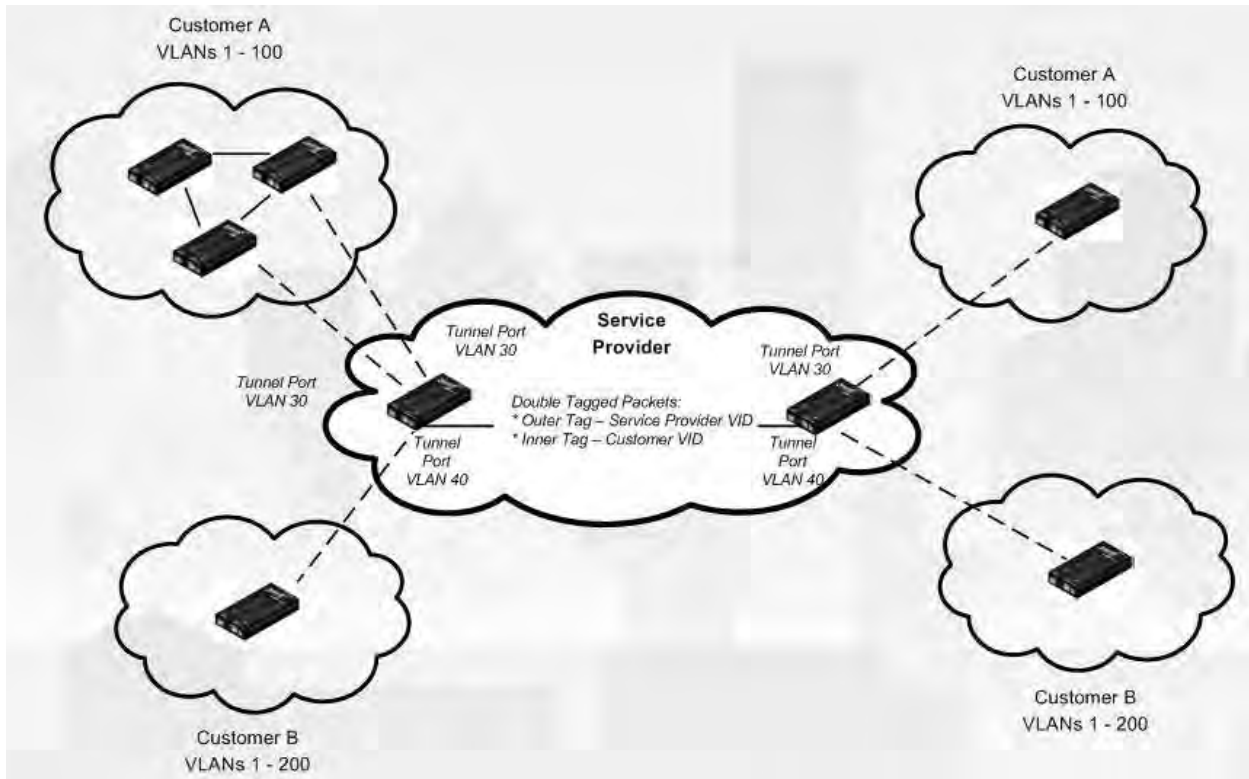 Customer A
VLANs 1 - 100
Customer A
VLANs 1 - 100
Service
Provider
Tunnel Port
VLAN 30
Tunnel Port
VLAN 30
Tunnel Port
VLAN 30
Double Tagged Packets:
* Outer Tag – Service Provider VID
* Inner Tag – Customer VID
Tunnel
Port
VLAN 40
Tunnel
Port
VLAN 40
Customer B
VLANs 1 - 200
Customer B
VLANs 1 - 200